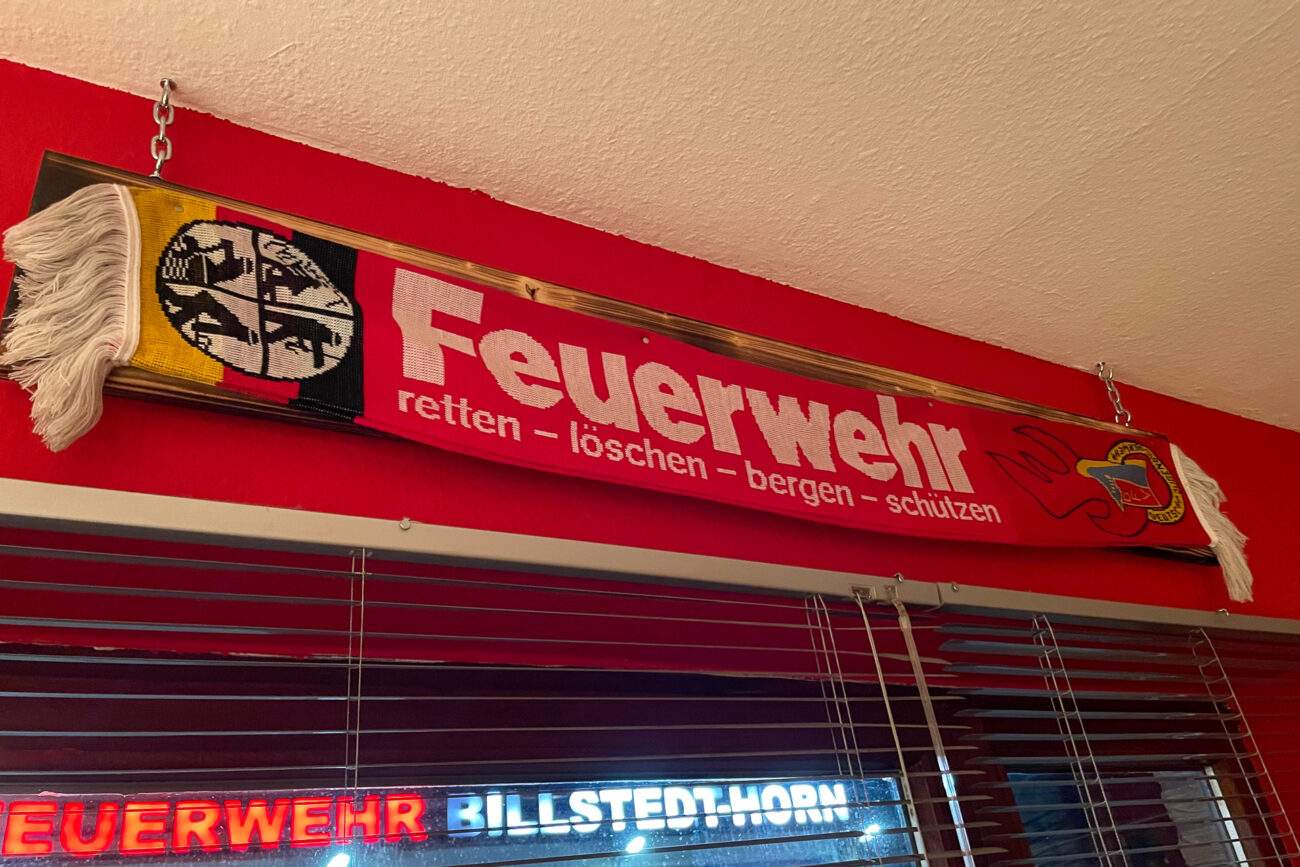 Feuerwehr
retten – löschen – bergen – schützen
FEUERWEHR BILLSTEDT-HORN